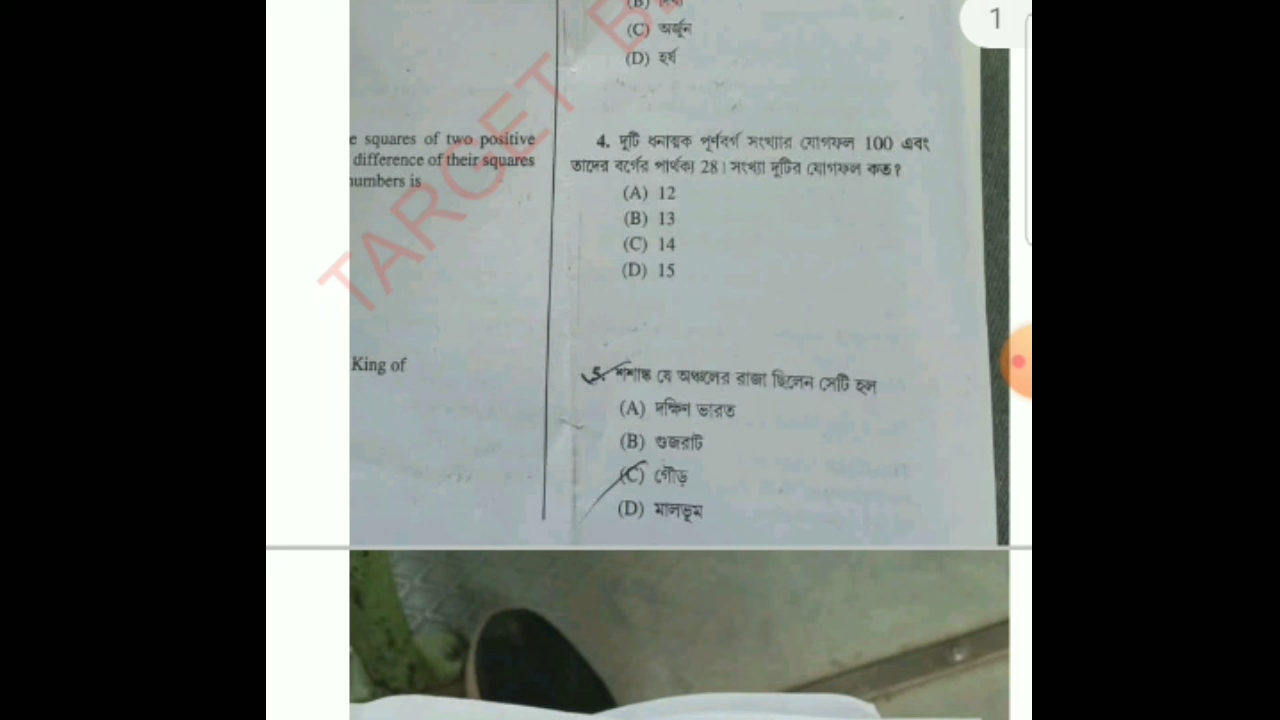 (C) অর্জুন
(D) হর্ষ
1
TARGET
e squares of two positive
difference of their squares
numbers is
4. দুটি ধনাত্মক পূর্ণবর্গ সংখ্যার যোগফল 100 এবং
তাদের বর্গের পার্থক্য 28। সংখ্যা দুটির যোগফল কত?
(A) 12
(B) 13
(C) 14
(D) 15
King of
5. শশাঙ্ক যে অঞ্চলের রাজা ছিলেন সেটি হল
(A) দক্ষিণ ভারত
(B) গুজরাট
(C) গৌড়
(D) মালভূম